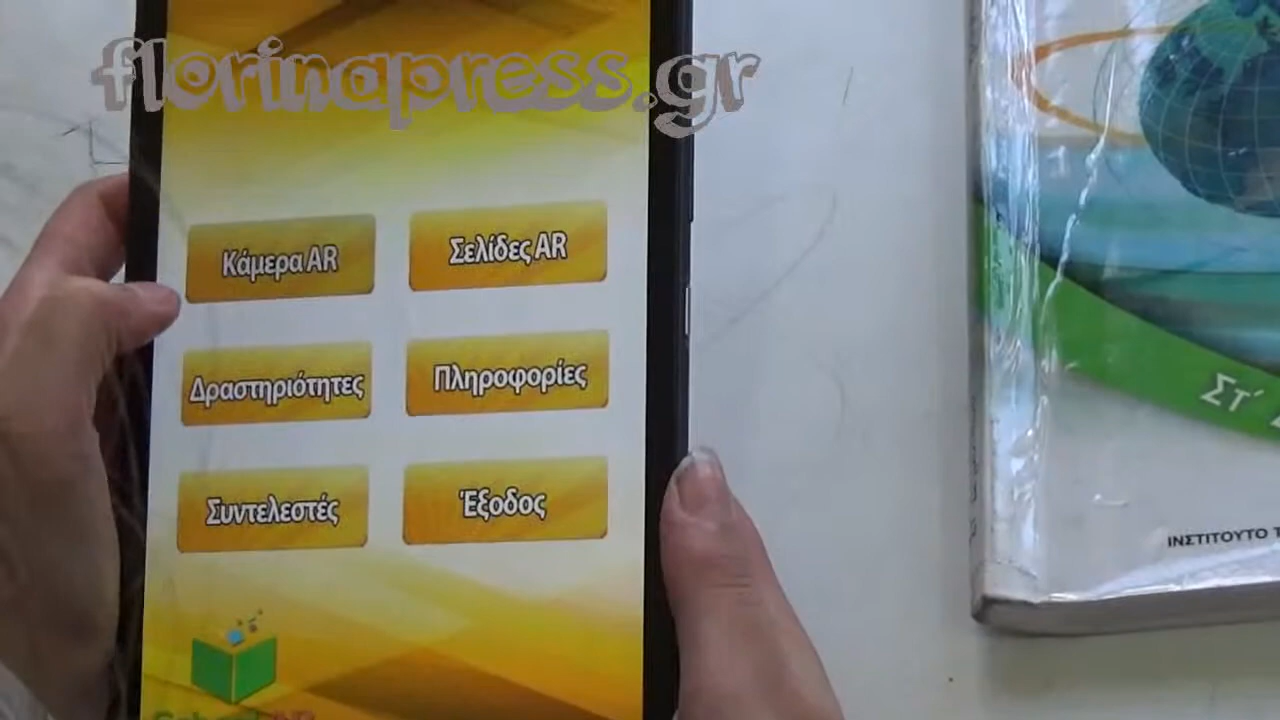 florinapress.gr
Κάμερα AR
Σελίδες AR
Δραστηριότητες
Πληροφορίες
Συντελεστές
Έξοδος
Στ΄
ΙΝΣΤΙΤΟΥΤΟ